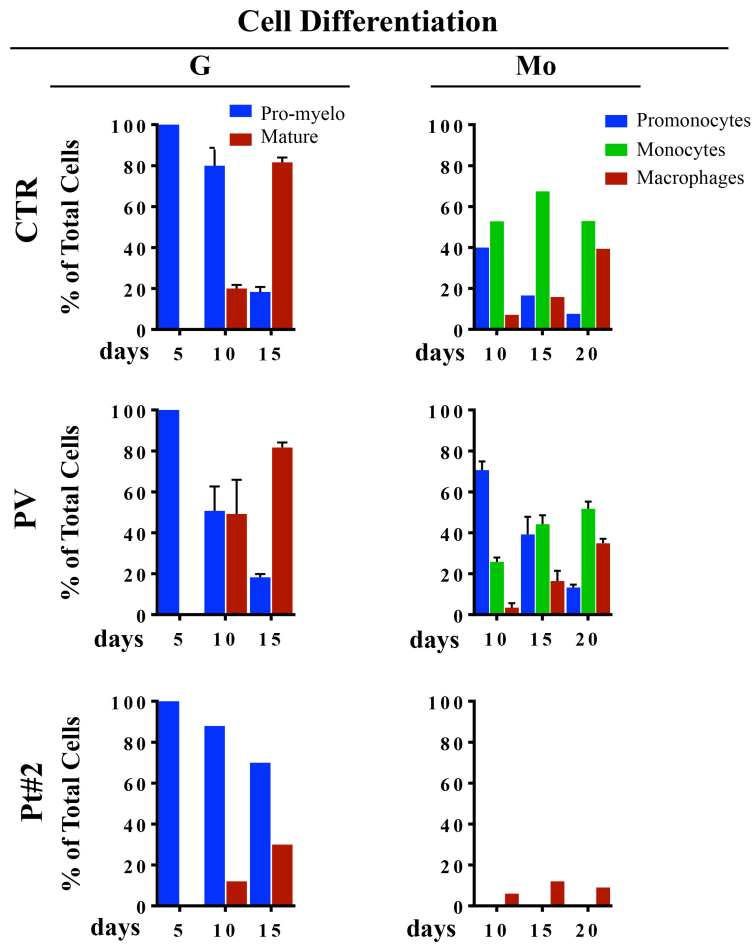 Cell Differentiation
G
Mo
CTR
% of Total Cells
100
80
60
40
20
0
Pro-myelo
Mature
days 5 10 15
100
80
60
40
20
0
Promonocytes
Monocytes
Macrophages
days 10 15 20
PV
% of Total Cells
100
80
60
40
20
0
days 5 10 15
100
80
60
40
20
0
days 10 15 20
Pt#2
% of Total Cells
100
80
60
40
20
0
days 5 10 15
100
80
60
40
20
0
days 10 15 20